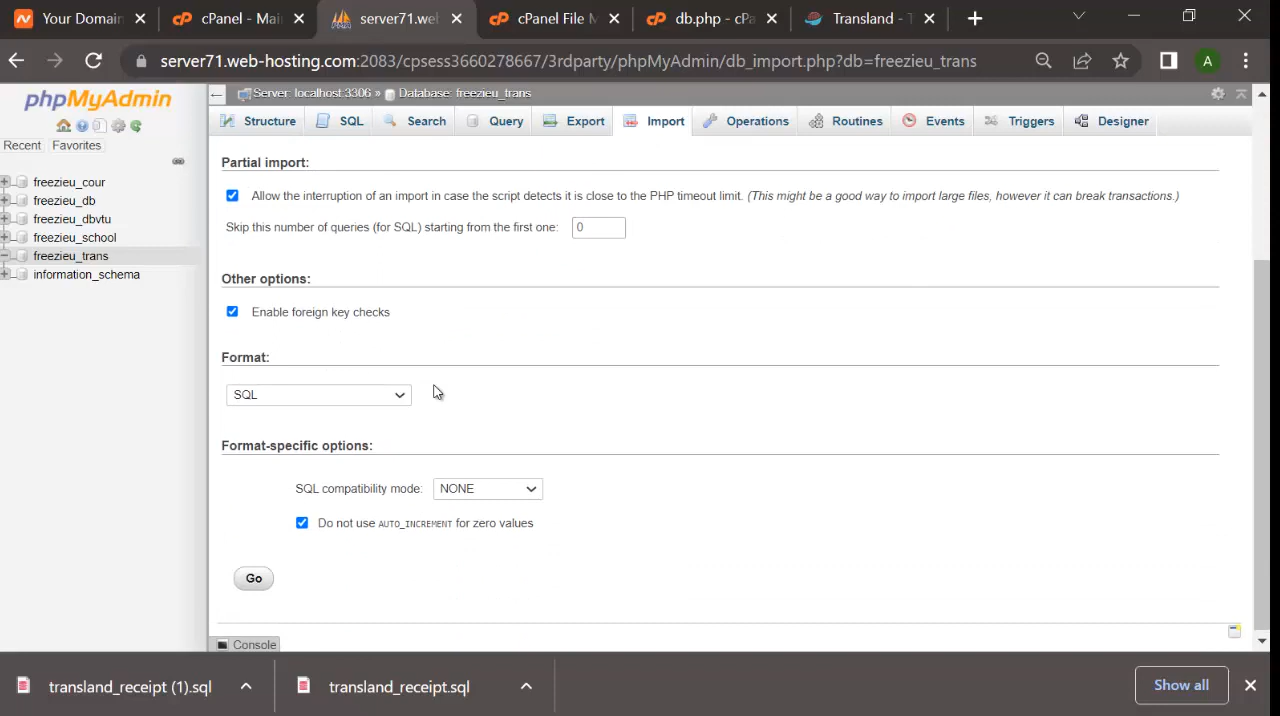 Your Domain
cPanel - Mai
server71.web
cPanel File M
db.php - cPa
Transland - T
server71.web-hosting.com:2083/cpsess3660278667/3rdparty/phpMyAdmin/db_import.php?db=freezieu_trans
A
phpMyAdmin
Recent Favorites
freezieu_cour
freezieu_db
freezieu_dbvtu
freezieu_school
freezieu_trans
information_schema
Server: localhost:3306 » Database: freezieu_trans
Structure SQL Search Query Export Import Operations Routines Events Triggers Designer
Partial import:
Allow the interruption of an import in case the script detects it is close to the PHP timeout limit. (This might be a good way to import large files, however it can break transactions.)
Skip this number of queries (for SQL) starting from the first one: 0
Other options:
Enable foreign key checks
Format:
SQL
Format-specific options:
SQL compatibility mode: NONE
Do not use AUTO_INCREMENT for zero values
Go
Console
transland_receipt (1).sql
transland_receipt.sql
Show all